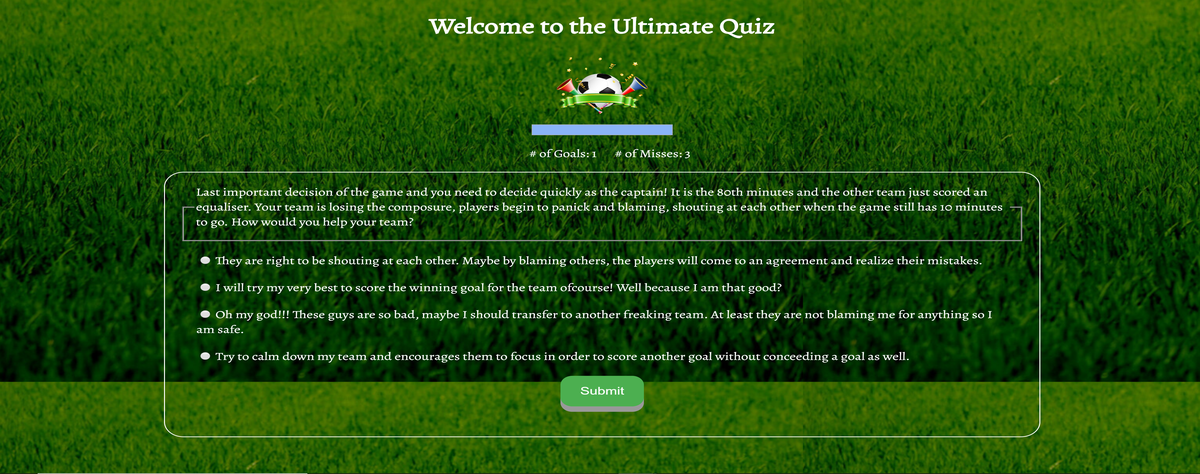 Welcome to the Ultimate Quiz
# of Goals: 1 # of Misses: 3
Last important decision of the game and you need to decide quickly as the captain! It is the 80th minutes and the other team just scored an
equaliser. Your team is losing the composure, players begin to panick and blaming, shouting at each other when the game still has 10 minutes
to go. How would you help your team?
They are right to be shouting at each other. Maybe by blaming others, the players will come to an agreement and realize their mistakes.
I will try my very best to score the winning goal for the team ofcourse! Well because I am that good?
Oh my god!!! These guys are so bad, maybe I should transfer to another freaking team. At least they are not blaming me for anything so I
am safe.
Try to calm down my team and encourages them to focus in order to score another goal without conceeding a goal as well.
Submit